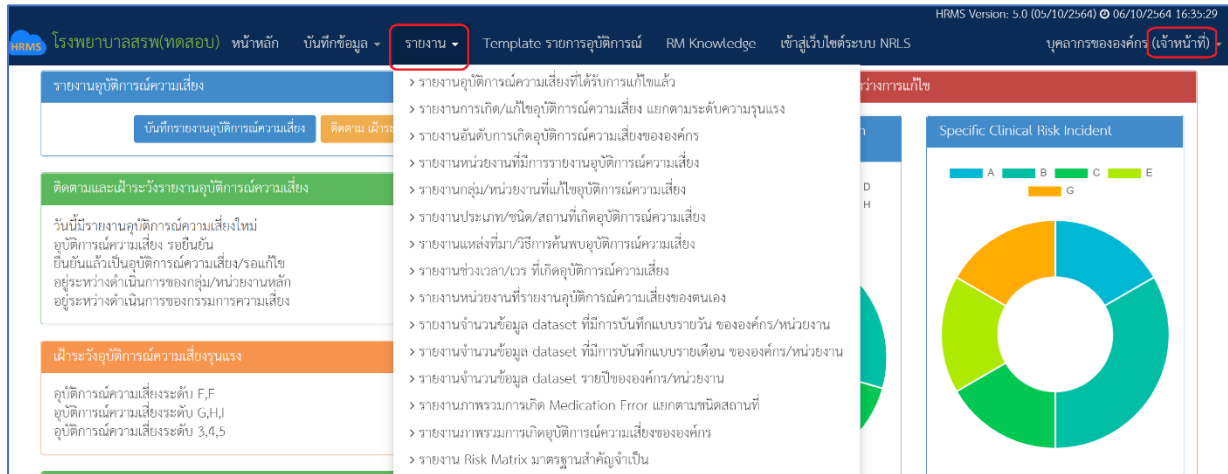 HRMS Version: 5.0 (05/10/2564) 06/10/2564 16:35:29
HRMS โรงพยาบาลสรพ(ทดสอบ) หน้าหลัก บันทึกข้อมูล รายงาน Template รายการอุบัติการณ์ RM Knowledge เข้าสู่เว็บไซต์ระบบ NRLS บุคลากรขององค์กร (เจ้าหน้าที่)
รายงานอุบัติการณ์ความเสี่ยง
บันทึกรายงานอุบัติการณ์ความเสี่ยง ติดตาม เฝ้าระ
ติดตามและเฝ้าระวังรายงานอุบัติการณ์ความเสี่ยง
วันนี้มีรายงานอุบัติการณ์ความเสี่ยงใหม่
อุบัติการณ์ความเสี่ยง รอยืนยัน
ยืนยันแล้วเป็นอุบัติการณ์ความเสี่ยง/รอแก้ไข
อยู่ระหว่างดำเนินการของกลุ่ม/หน่วยงานหลัก
อยู่ระหว่างดำเนินการของกรรมการความเสี่ยง
เฝ้าระวังอุบัติการณ์ความเสี่ยงรุนแรง
อุบัติการณ์ความเสี่ยงระดับ F,F
อุบัติการณ์ความเสี่ยงระดับ G,H,I
อุบัติการณ์ความเสี่ยงระดับ 3,4,5
> รายงานอุบัติการณ์ความเสี่ยงที่ได้รับการแก้ไขแล้ว
> รายงานการเกิด/แก้ไขอุบัติการณ์ความเสี่ยง แยกตามระดับความรุนแรง
> รายงานอันดับการเกิดอุบัติการณ์ความเสี่ยงขององค์กร
> รายงานหน่วยงานที่มีการรายงานอุบัติการณ์ความเสี่ยง
> รายงานกลุ่ม/หน่วยงานที่แก้ไขอุบัติการณ์ความเสี่ยง
> รายงานประเภท/ชนิด/สถานที่เกิดอุบัติการณ์ความเสี่ยง
> รายงานแหล่งที่มา/วิธีการค้นพบอุบัติการณ์ความเสี่ยง
> รายงานช่วงเวลา/เวร ที่เกิดอุบัติการณ์ความเสี่ยง
> รายงานหน่วยงานที่รายงานอุบัติการณ์ความเสี่ยงของตนเอง
> รายงานจำนวนข้อมูล dataset ที่มีการบันทึกแบบรายวัน ขององค์กร/หน่วยงาน
> รายงานจำนวนข้อมูล dataset ที่มีการบันทึกแบบรายเดือน ขององค์กร/หน่วยงาน
> รายงานจำนวนข้อมูล dataset รายปีขององค์กร/หน่วยงาน
> รายงานภาพรวมการเกิด Medication Error แยกตามชนิดสถานที่
> รายงานภาพรวมการเกิดอุบัติการณ์ความเสี่ยงขององค์กร
> รายงาน Risk Matrix มาตรฐานสำคัญจำเป็น
ว่างการแก้ไข
n
D
H
Specific Clinical Risk Incident
A B C E
G